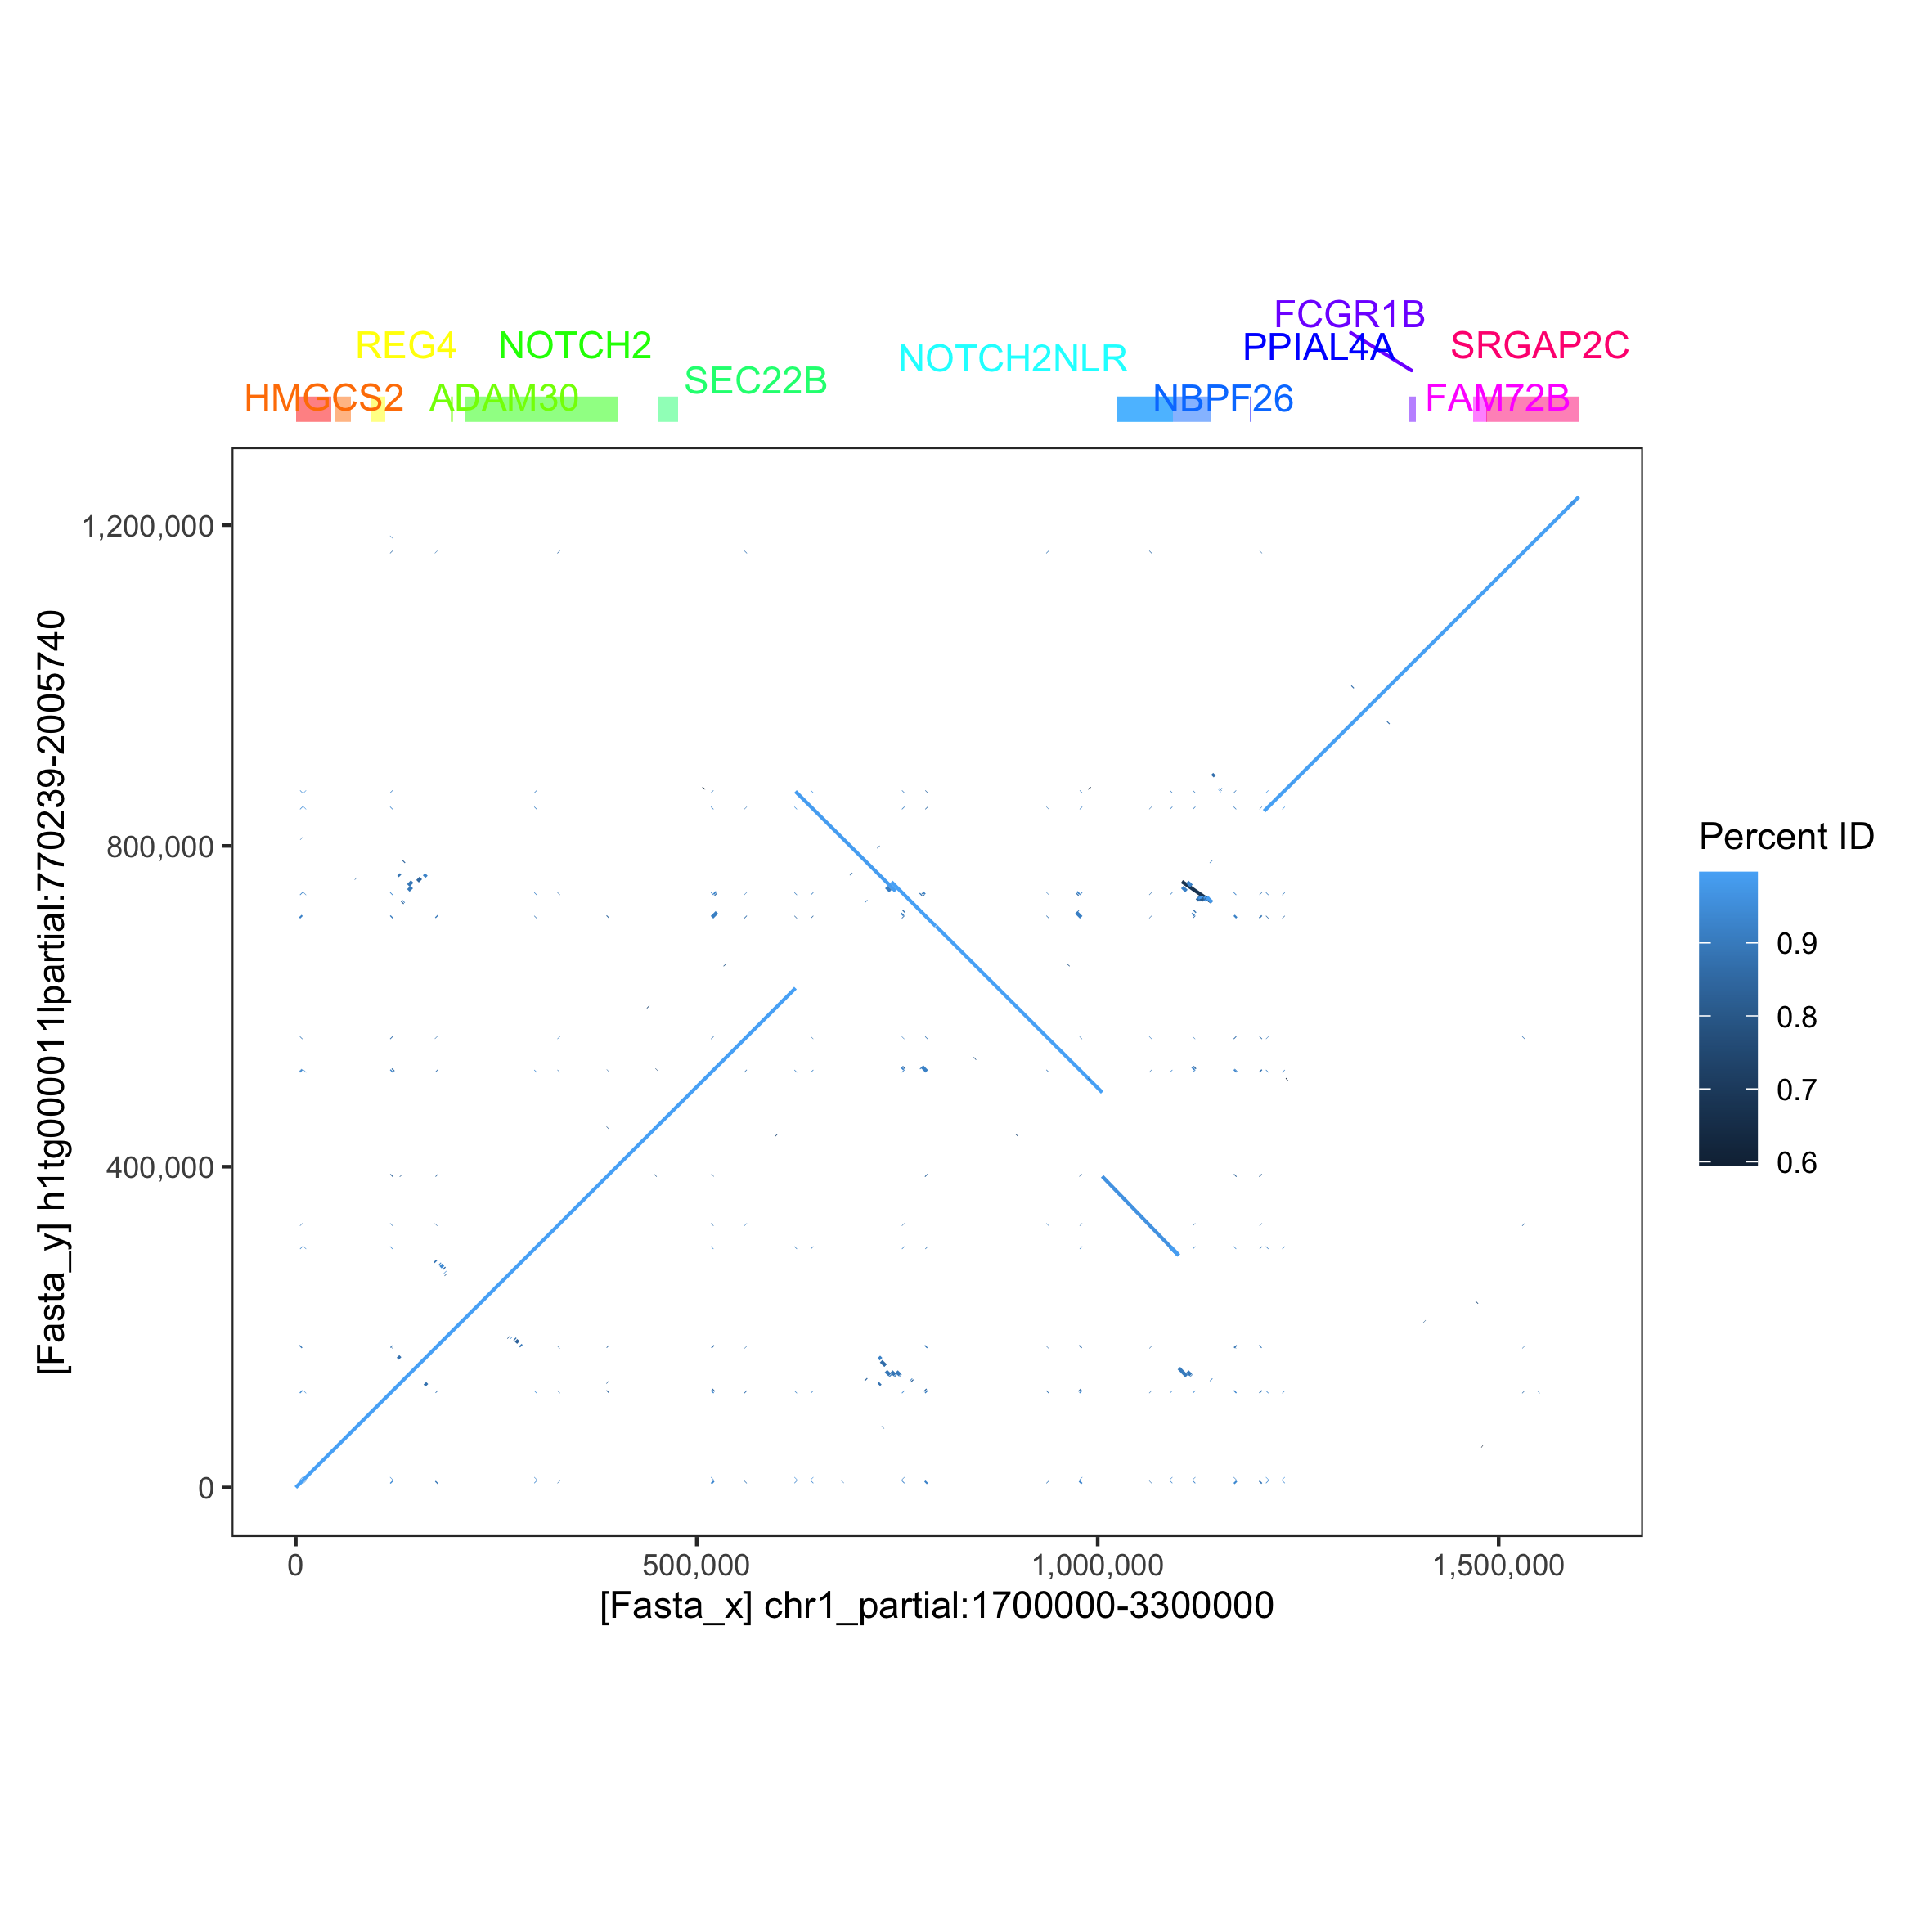 FCGR1B
REG4 NOTCH2 NOTCH2NLR PPIAL4A SRGAP2C
SEC22B
HMGCS2 ADAM30 NBPF26 FAM72B
1,200,000
800,000
400,000
0
[Fasta_y] h1tg000011lpartial:770239-2005740
0 500,000 1,000,000 1,500,000
[Fasta_x] chr1_partial:1700000-3300000
Percent ID
0.9
0.8
0.7
0.6